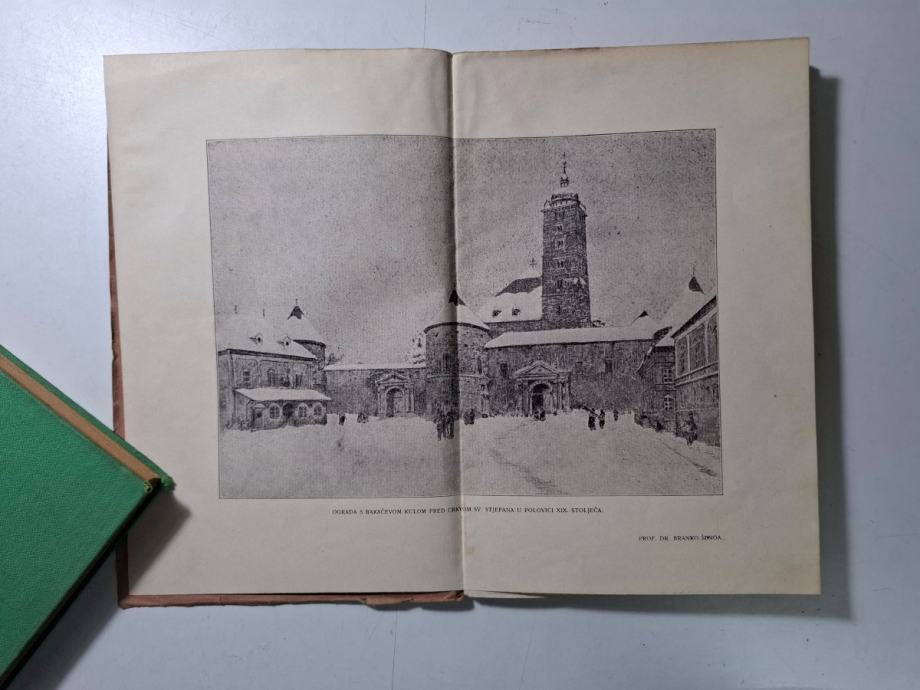 OGRADA S BAKAČEVOM KULOM PRED CRKVOM SV. STJEPANA U POLOVICI XIX. STOLJEĆA.
PROF. DR. BRANKO ŠENOA.